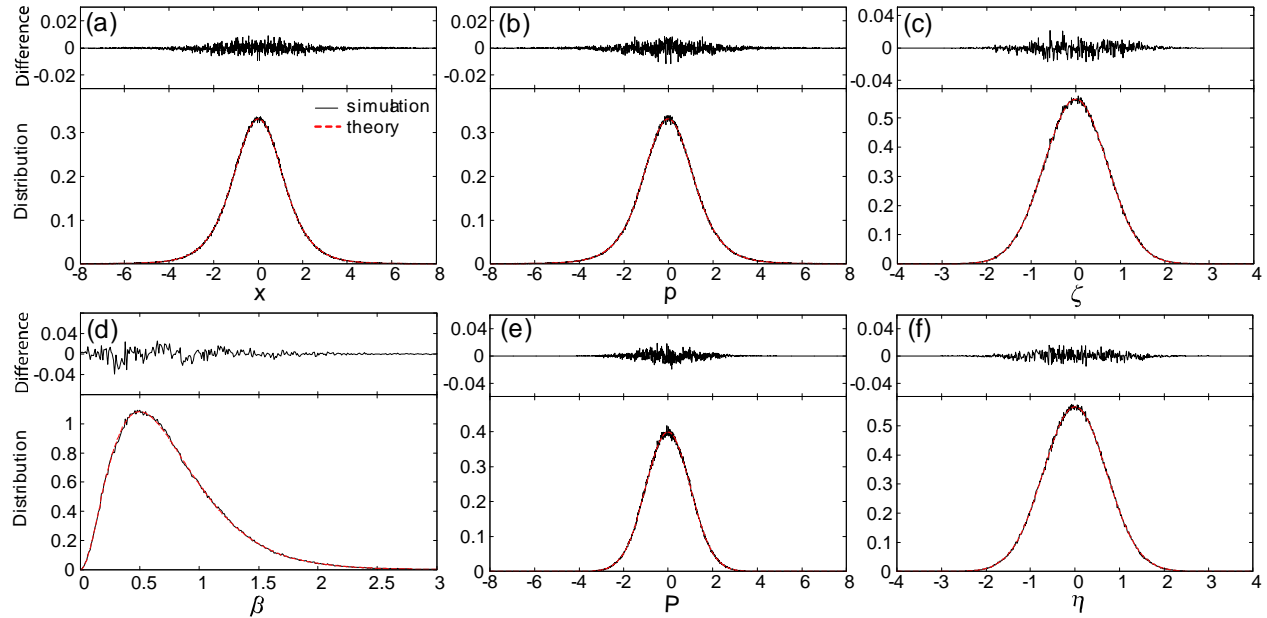 (a)
Difference
0.02
0
-0.02
simulation
theory
Distribution
0.3
0.2
0.1
0
-8 -6 -4 -2 0 2 4 6 8
x
(b)
0.02
0
-0.02
0.3
0.2
0.1
0
-8 -6 -4 -2 0 2 4 6 8
p
(c)
0.04
0
-0.04
0.5
0.4
0.3
0.2
0.1
0
-4 -3 -2 -1 0 1 2 3 4
ζ
(d)
Difference
0.04
0
-0.04
Distribution
1
0.8
0.6
0.4
0.2
0
0 0.5 1 1.5 2 2.5 3
β
(e)
0.04
0
-0.04
0.4
0.3
0.2
0.1
0
-8 -6 -4 -2 0 2 4 6 8
P
(f)
0.04
0
-0.04
0.5
0.4
0.3
0.2
0.1
0
-4 -3 -2 -1 0 1 2 3 4
η